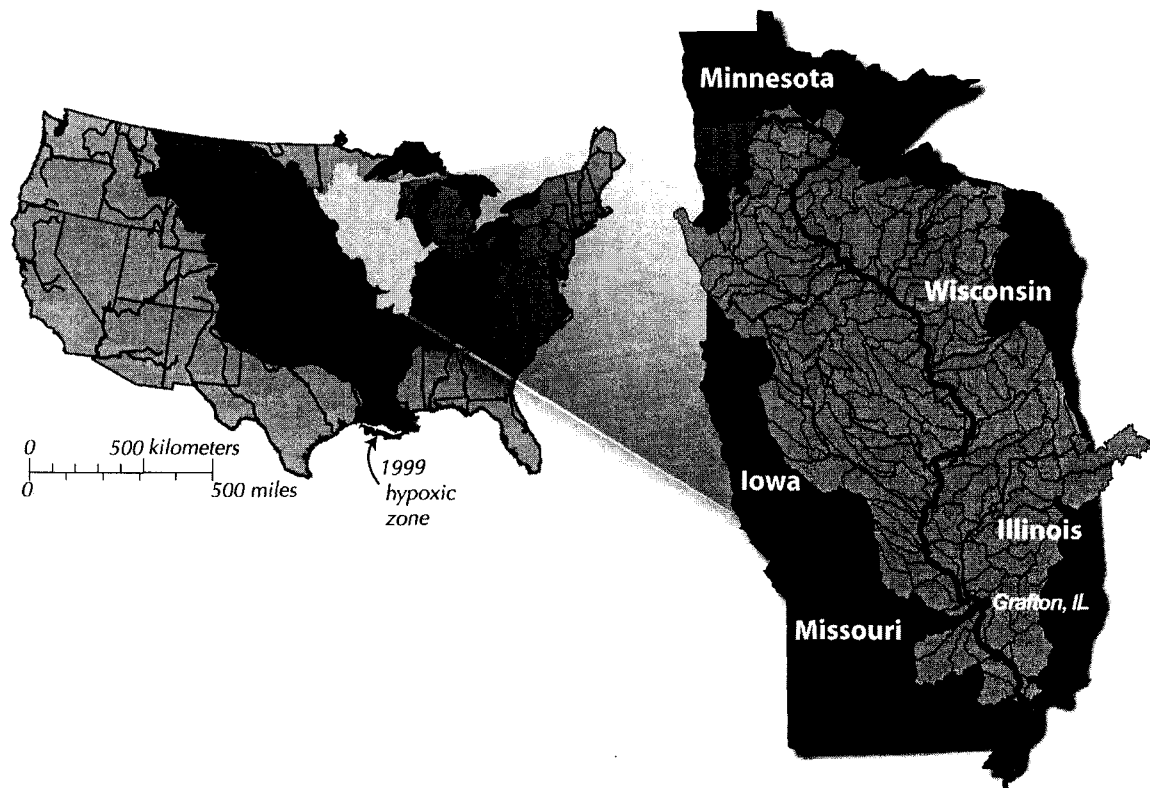 Minnesota
Wisconsin
Iowa
Illinois
Grafton, IL
Missouri
0 500 kilometers
0 500 miles
1999
hypoxic
zone